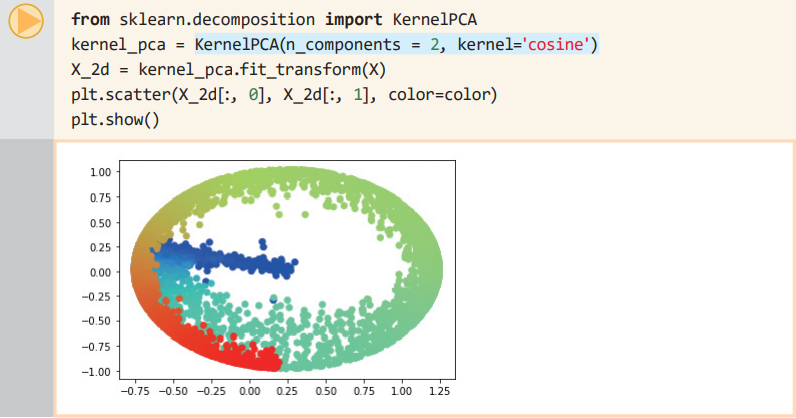 from sklearn.decomposition import KernelPCA
kernel_pca = KernelPCA(n_components = 2, kernel='cosine')
X_2d = kernel_pca.fit_transform(X)
plt.scatter(X_2d[:, 0], X_2d[:, 1], color=color)
plt.show()
1.00
0.75
0.50
0.25
0.00
−0.25
−0.50
−0.75
−1.00
−0.75 −0.50 −0.25 0.00 0.25 0.50 0.75 1.00 1.25